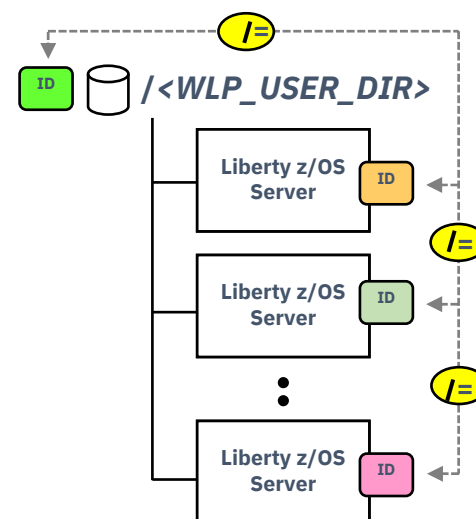 /=
ID
/<WLP_USER_DIR>
Liberty z/OS
Server
ID
/=
Liberty z/OS
Server
ID
/=
Liberty z/OS
Server
ID